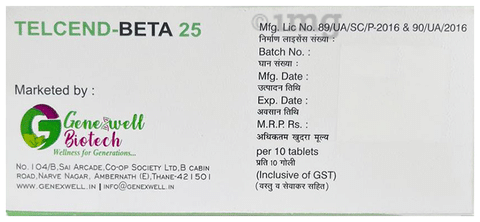 TELCEND-BETA 25
Marketed by :
Genexwell
Biotech
Wellness for Generations...
No. 104/B,Sai Arcade,Co-op Society Ltd,B cabin
road,Narve Nagar, Ambernath (E),Thane-421501
www.genexwell.in | info@genexwell.in
1mg
Mfg. Lic No. 89/UA/SC/P-2016 & 90/UA/2016
निर्माण लाइसेंस संख्या :
Batch No. :
घान संख्या :
Mfg. Date :
उत्पादन तिथि
Exp. Date :
अवसान तिथि
M.R.P. Rs :
अधिकतम खुदरा मूल्य
per 10 tablets
प्रति 10 गोली
(Inclusive of GST)
(वस्तु व सेवाकर सहित)